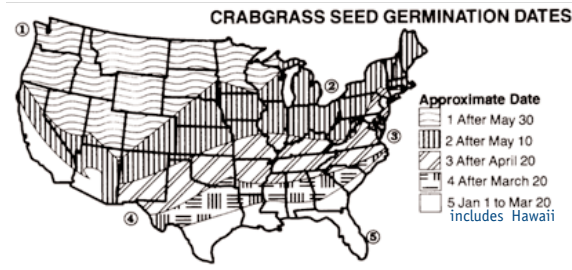 CRABGRASS SEED GERMINATION DATES
①
②
Approximate Date
1 After May 30
2 After May 10
③
3 After April 20
4 After March 20
5 Jan 1 to Mar 20
includes Hawaii
④
⑤